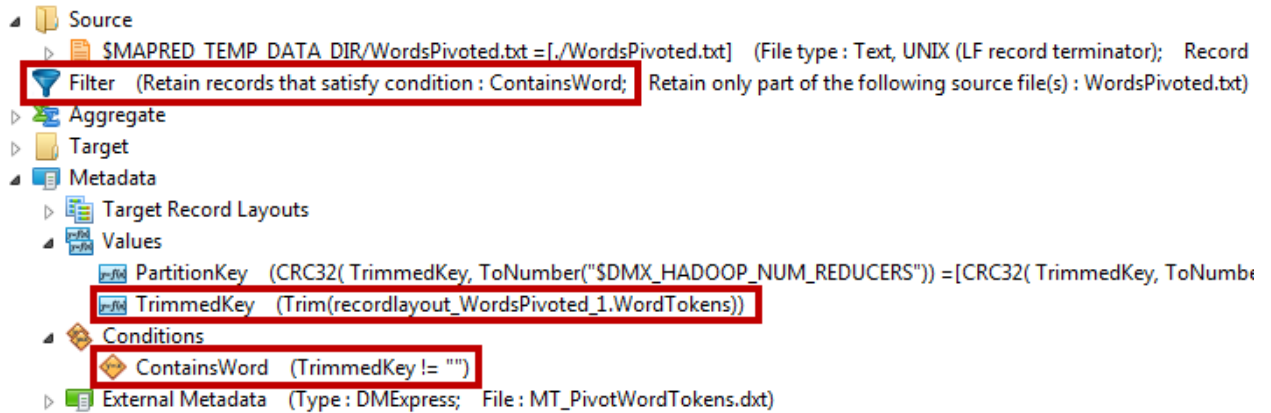 Source
$MAPRED_TEMP_DATA_DIR/WordsPivoted.txt =[./WordsPivoted.txt] (File type : Text, UNIX (LF record terminator); Record
Filter (Retain records that satisfy condition : ContainsWord; Retain only part of the following source file(s) : WordsPivoted.txt)
Aggregate
Target
Metadata
Target Record Layouts
Values
PartitionKey (CRC32( TrimmedKey, ToNumber("$DMX_HADOOP_NUM_REDUCERS")) =[CRC32( TrimmedKey, ToNumbe
TrimmedKey (Trim(recordlayout_WordsPivoted_1.WordTokens))
Conditions
ContainsWord (TrimmedKey != "")
External Metadata (Type : DMExpress; File : MT_PivotWordTokens.dxt)